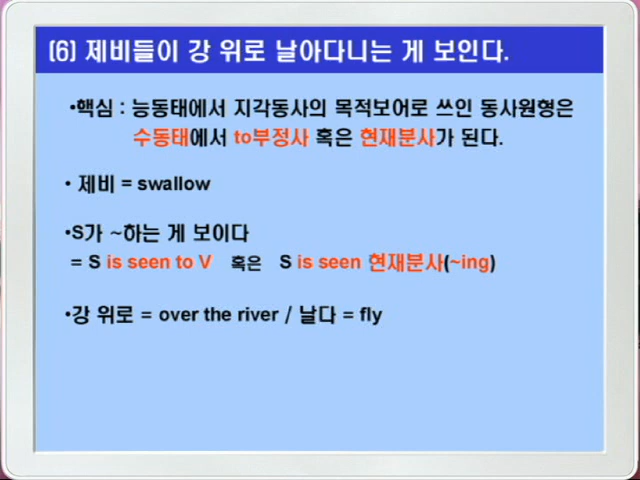 (6) 제비들이 강 위로 날아다니는 게 보인다.
•핵심 : 능동태에서 지각동사의 목적보어로 쓰인 동사원형은
수동태에서 to부정사 혹은 현재분사가 된다.
• 제비 = swallow
•S가 ~하는 게 보이다
= S is seen to V 혹은 S is seen 현재분사(~ing)
•강 위로 = over the river / 날다 = fly